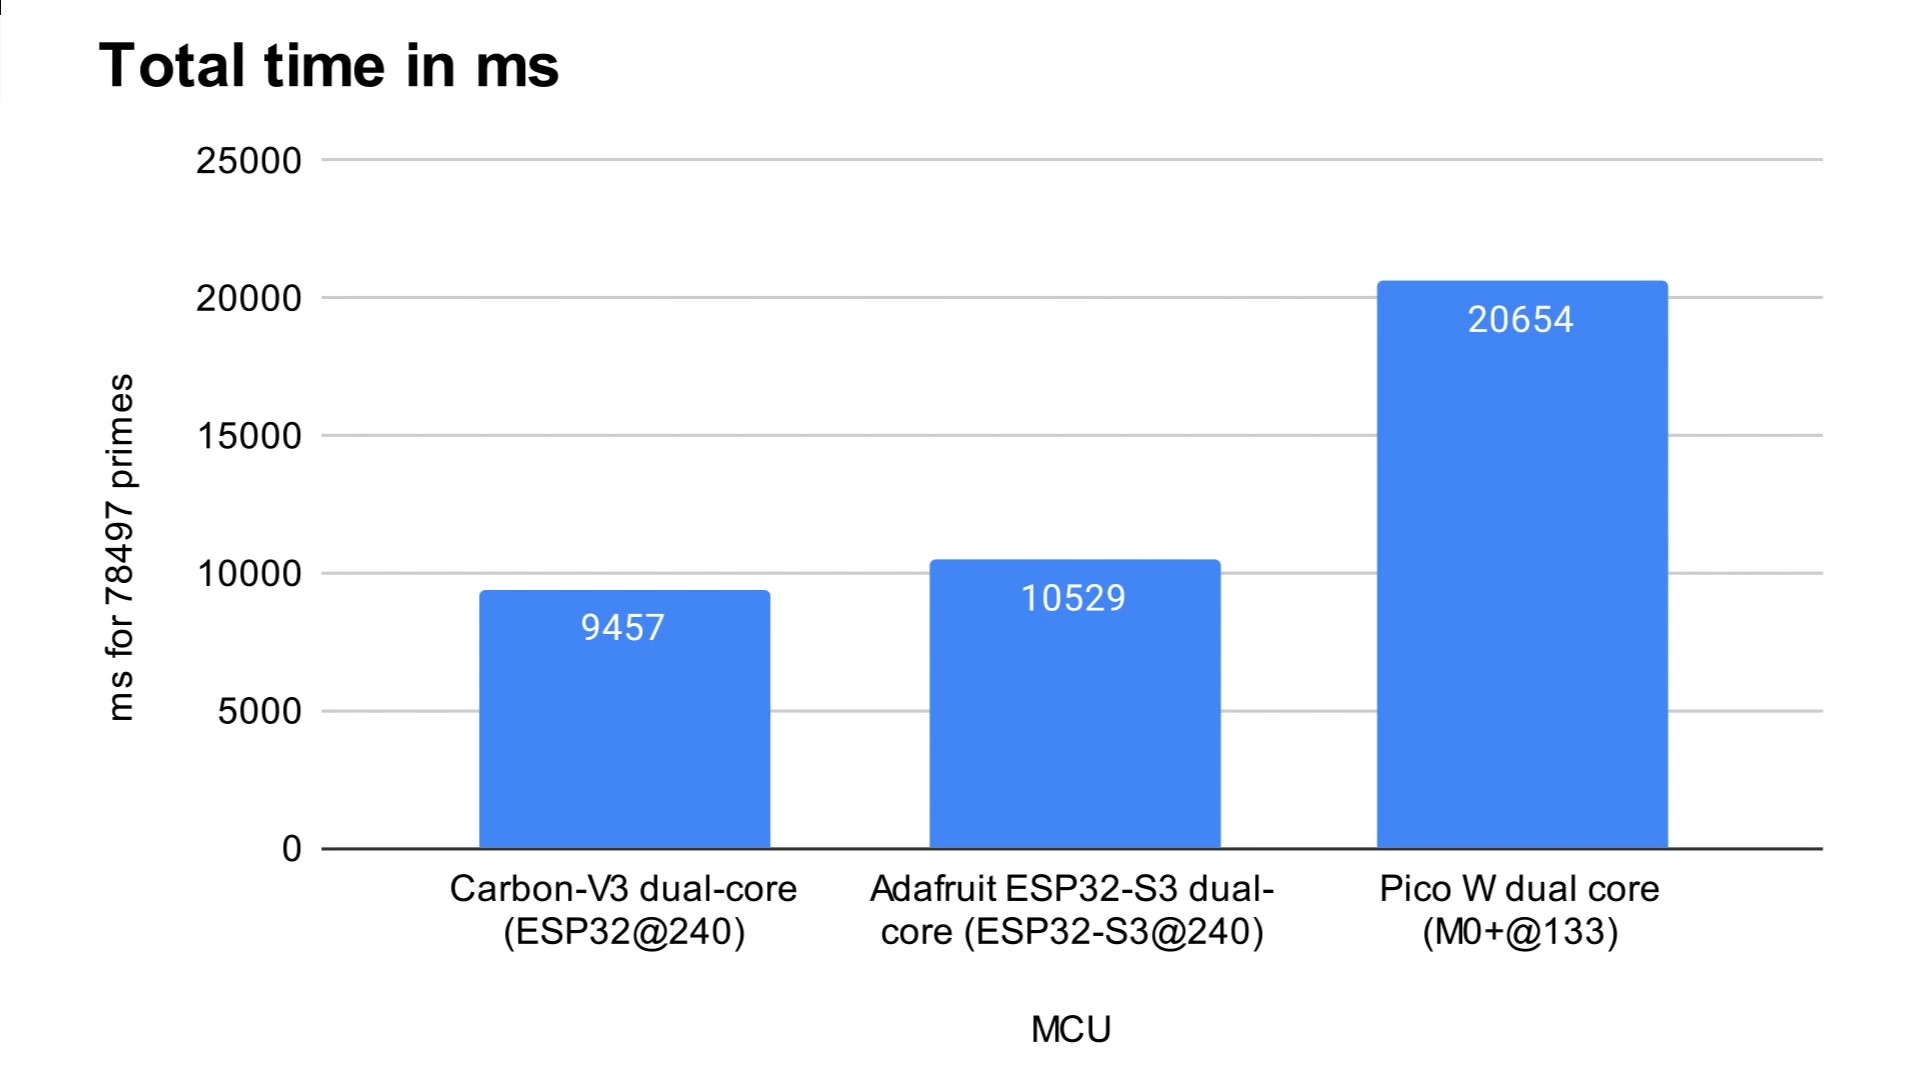 Total time in ms
25000
20000
15000
10000
5000
0
ms for 78497 primes
9457
10529
20654
Carbon-V3 dual-core
(ESP32@240)
Adafruit ESP32-S3 dual-
core (ESP32-S3@240)
Pico W dual core
(M0+@133)
MCU